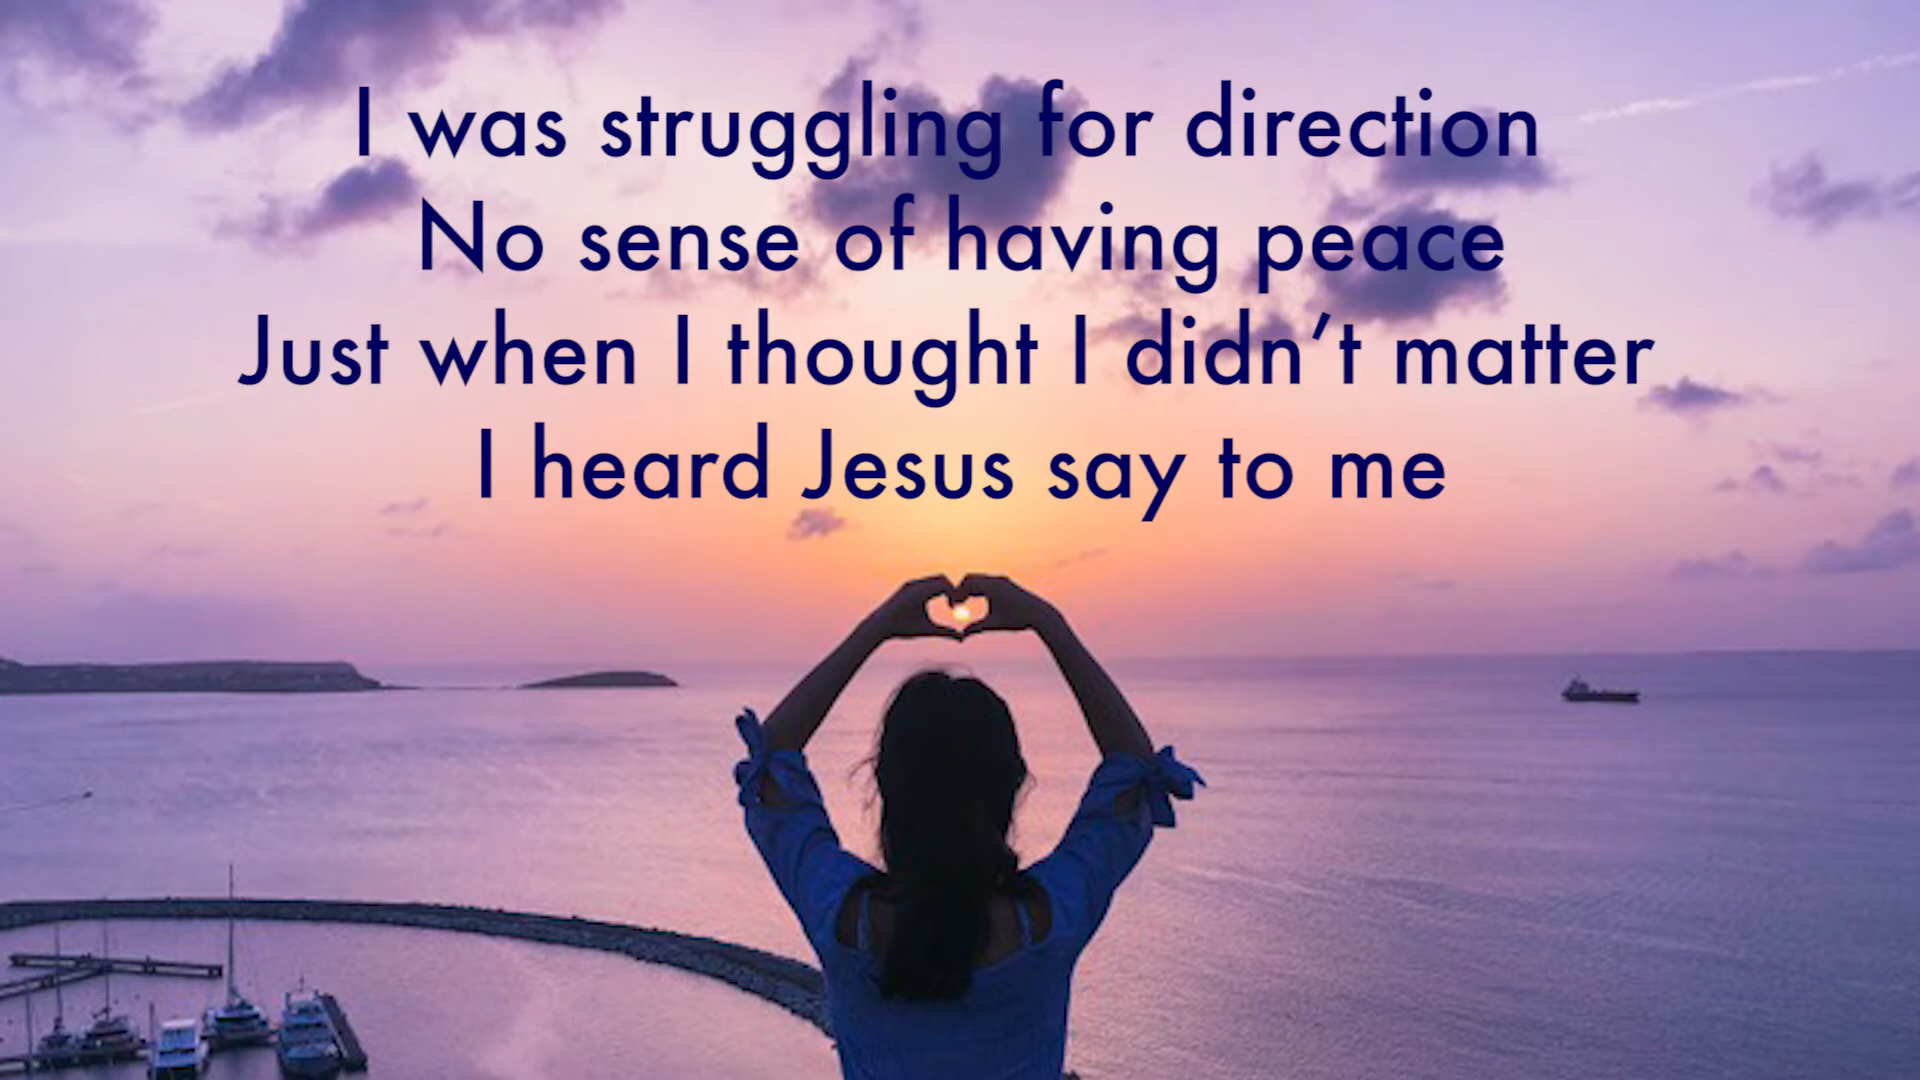 I was struggling for direction
No sense of having peace
Just when I thought I didn’t matter
I heard Jesus say to me